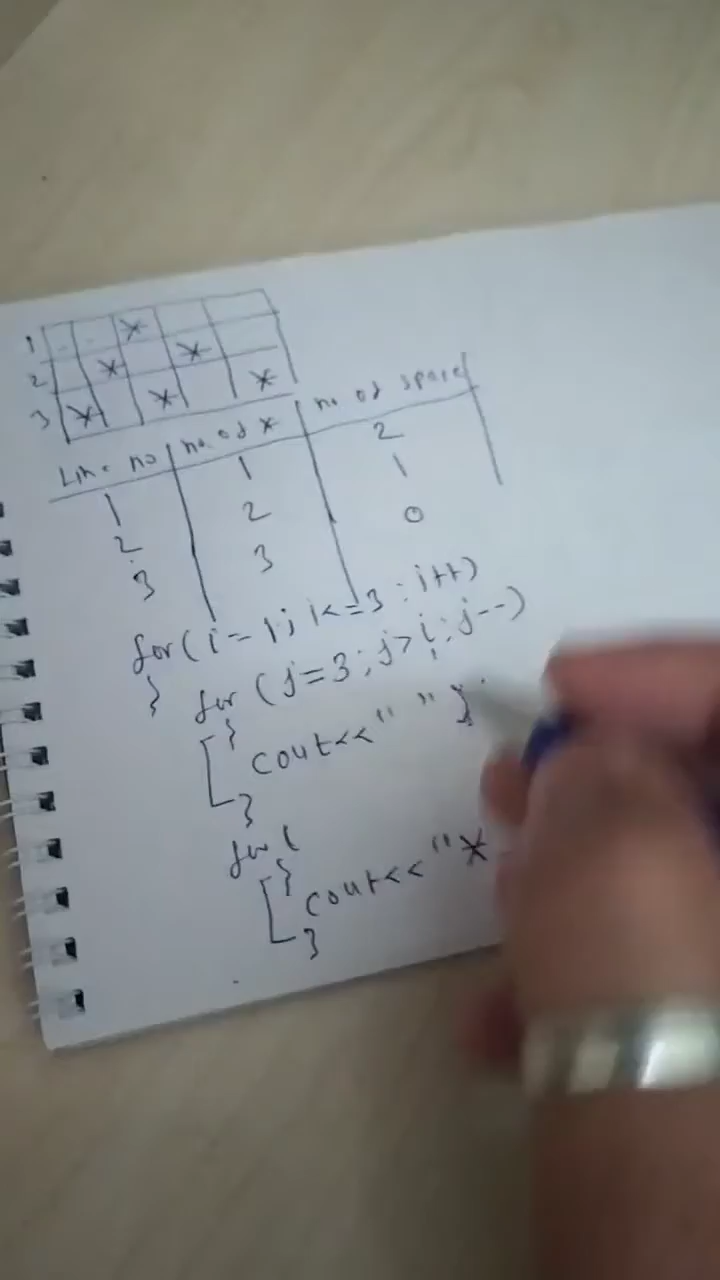 1 *
2 * *
3 * * *
Line no no. of * no of space
1 1 2
2 2 1
3 3 0
for(i=1; i<=3; i++)
{ for (j=3; j>i; j--)
{
cout<<" ";
}
for (
{
cout<<"*
}